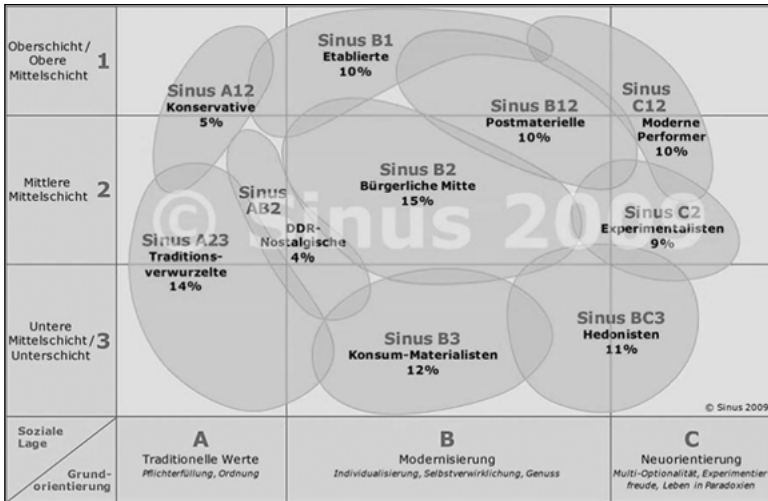 Oberschicht /
Obere
Mittelschicht
1
Mittlere
Mittelschicht
2
Untere
Mittelschicht /
Unterschicht
3
Sinus B1
Etablierte
10%
Sinus A12
Konservative
5%
Sinus B12
Postmaterielle
10%
Sinus
C12
Moderne
Performer
10%
Sinus B2
Bürgerliche Mitte
15%
Sinus
AB2
DDR-
Nostalgische
4%
Sinus C2
Experimentalisten
9%
Sinus A23
Traditions-
verwurzelte
14%
Sinus B3
Konsum-Materialisten
12%
Sinus BC3
Hedonisten
11%
© Sinus 2009
© Sinus 2009
Soziale
Lage
Grund-
orientierung
A
Traditionelle Werte
Pflichterfüllung, Ordnung
B
Modernisierung
Individualisierung, Selbstverwirklichung, Genuss
C
Neuorientierung
Multi-Optionalität, Experimentier
freude, Leben in Paradoxien